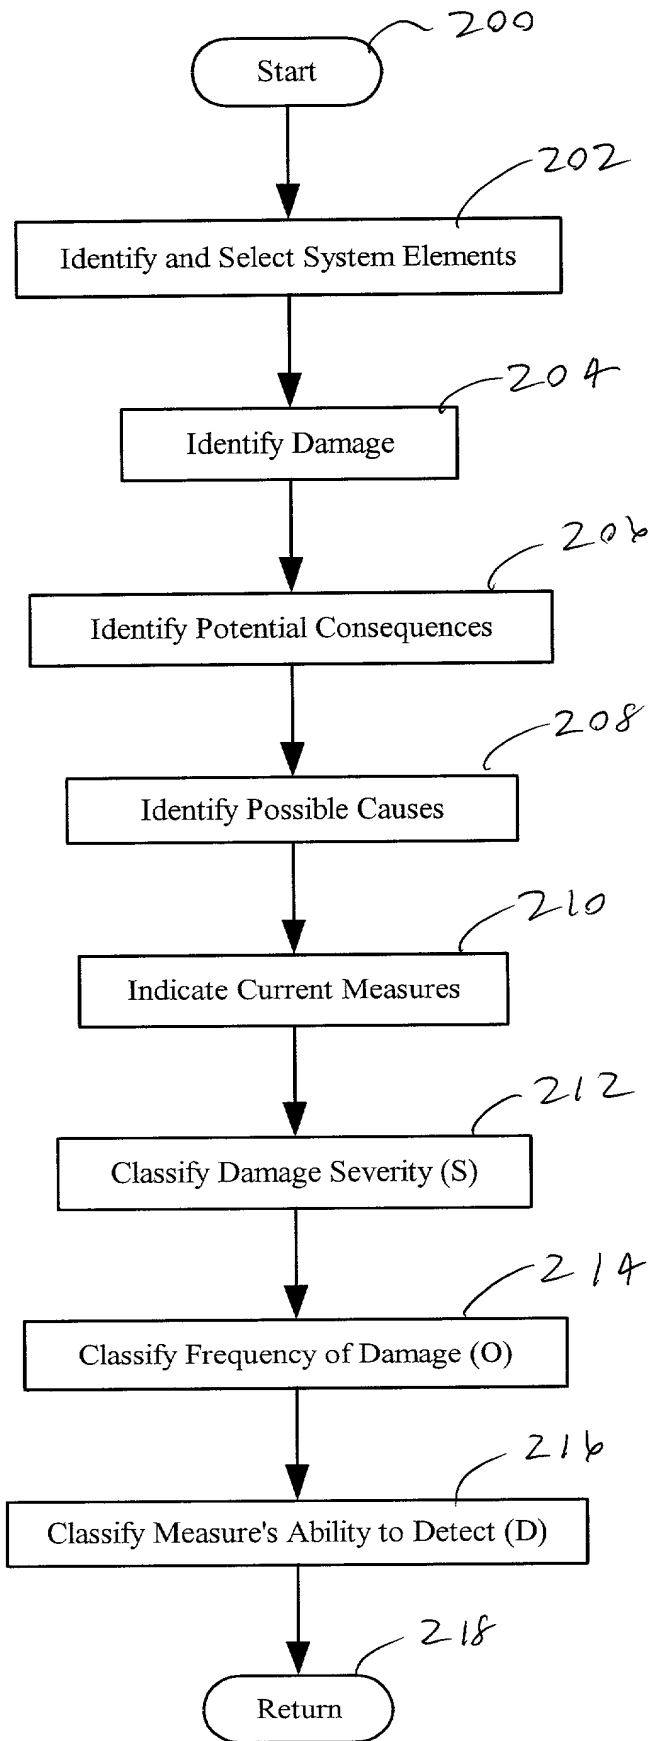 200
Start
202
Identify and Select System Elements
204
Identify Damage
206
Identify Potential Consequences
208
Identify Possible Causes
210
Indicate Current Measures
212
Classify Damage Severity (S)
214
Classify Frequency of Damage (O)
216
Classify Measure's Ability to Detect (D)
218
Return